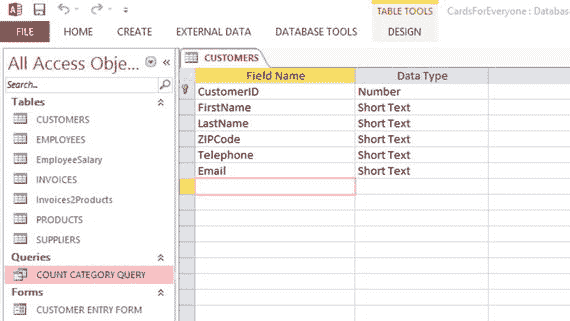 TABLE TOOLS
CardsForEveryone : Database
FILE HOME CREATE EXTERNAL DATA DATABASE TOOLS DESIGN
All Access Obje...
Search...
Tables
CUSTOMERS
EMPLOYEES
EmployeeSalary
INVOICES
Invoices2Products
PRODUCTS
SUPPLIERS
Queries
COUNT CATEGORY QUERY
Forms
CUSTOMER ENTRY FORM
CUSTOMERS
Field Name Data Type
CustomerID Number
FirstName Short Text
LastName Short Text
ZIPCode Short Text
Telephone Short Text
Email Short Text